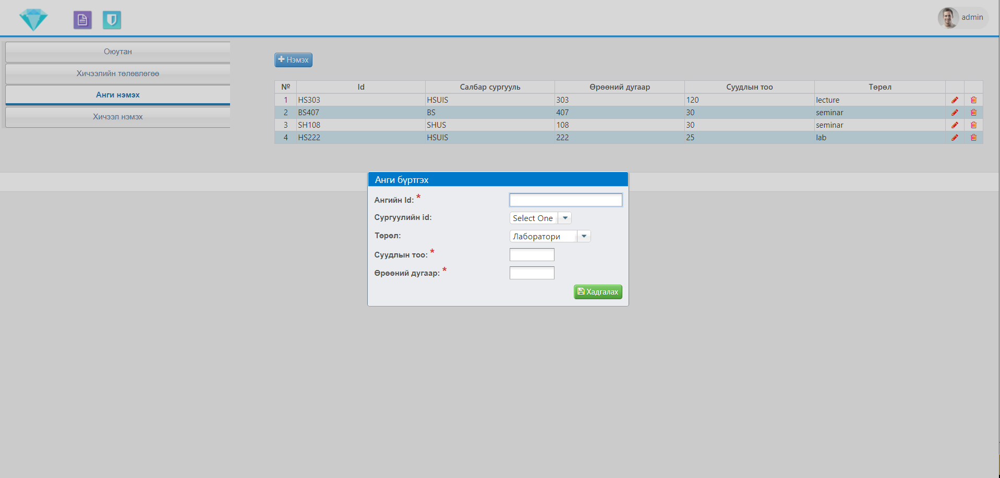 admin
Оюутан
Хичээлийн төлөвлөгөө
Анги нэмэх
Хичээл нэмэх
Нэмэх
№ Id Салбар сургууль Өрөөний дугаар Суудлын тоо Төрөл
1 HS303 HSUIS 303 120 lecture
2 BS407 BS 407 30 seminar
3 SH108 SHUS 108 30 seminar
4 HS222 HSUIS 222 25 lab
Анги бүртгэх
Ангийн Id: *
Сургуулийн id: Select One
Төрөл: Лаборатори
Суудлын тоо: *
Өрөөний дугаар: *
Хадгалах